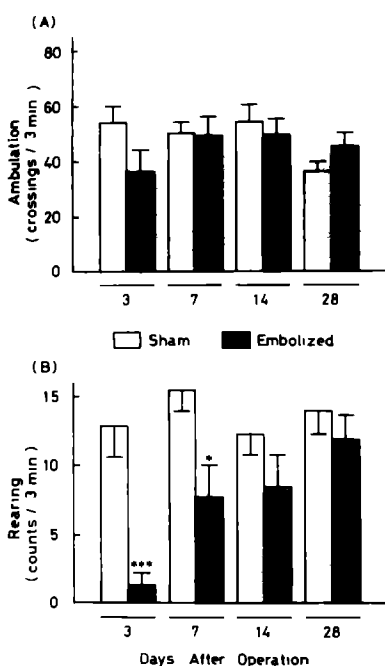 (A)
Ambulation
(crossings / 3 min)
80
60
40
20
0
3 7 14 28
Sham Embolized
(B)
Rearing
(counts / 3 min)
15
10
5
0
***
*
3 7 14 28
Days After Operation